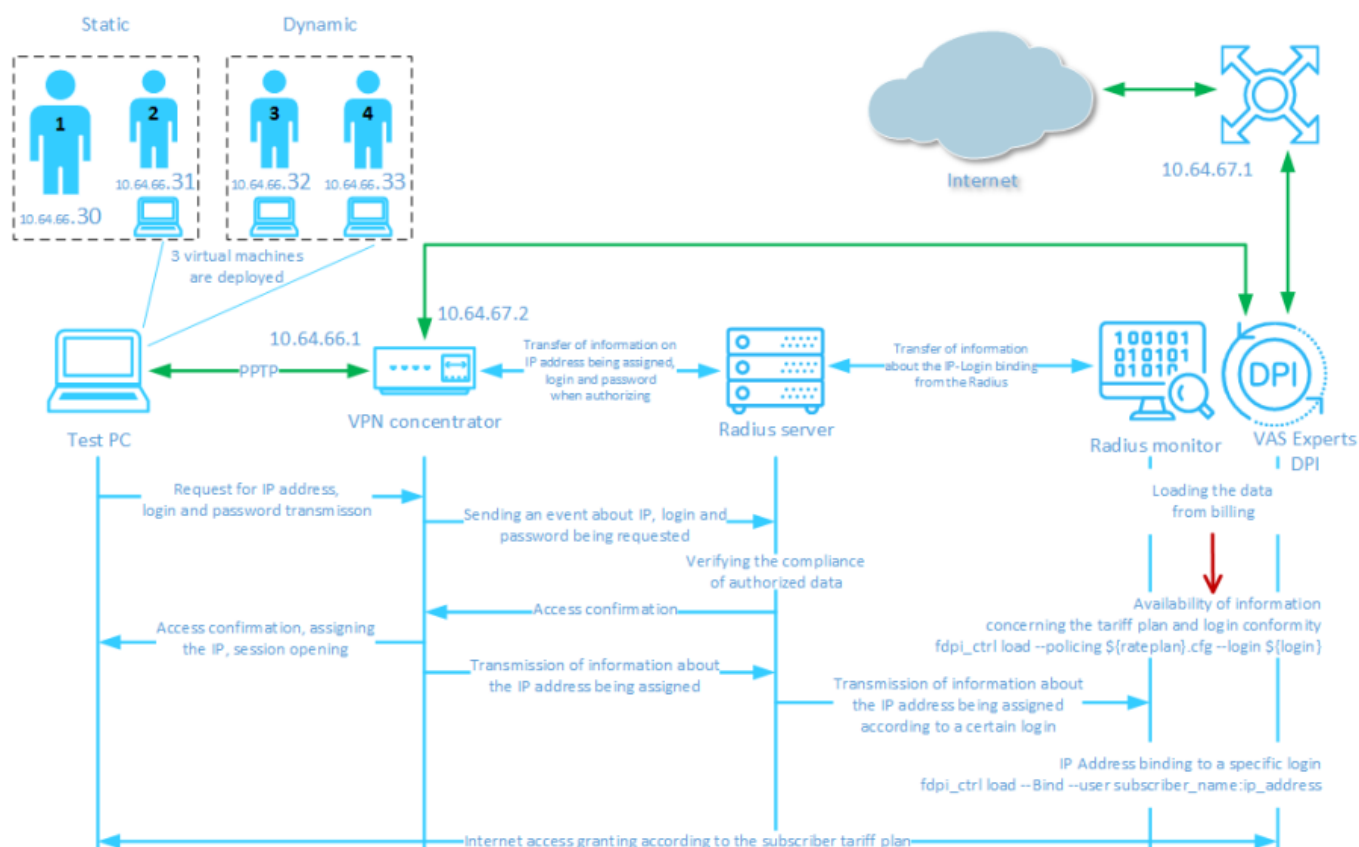 Static
Dynamic
1
2
3
4
10.64.66.30
10.64.66.31
10.64.66.32
10.64.66.33
3 virtual machines
are deployed
Internet
10.64.67.1
10.64.66.1
10.64.67.2
PPTP
Transfer of information on
IP address being assigned,
login and password
when authorizing
Transfer of information
about the IP-Login binding
from the Radius
100101
010101
01010
DPI
Test PC
VPN concentrator
Radius server
Radius monitor
VAS Experts
DPI
Request for IP address,
login and password transmisson
Sending an event about IP, login and
password being requested
Loading the data
from billing
Verifying the compliance
of authorized data
Access confirmation
Availability of information
concerning the tariff plan and login conformity
fdpi_ctrl load --policing ${rateplan}.cfg --login ${login}
Access confirmation, assigning
the IP, session opening
Transmission of information about
the IP address being assigned
Transmission of information about
the IP address being assigned
according to a certain login
IP Address binding to a specific login
fdpi_ctrl load --Bind --user subscriber_name:ip_address
Internet access granting according to the subscriber tariff plan